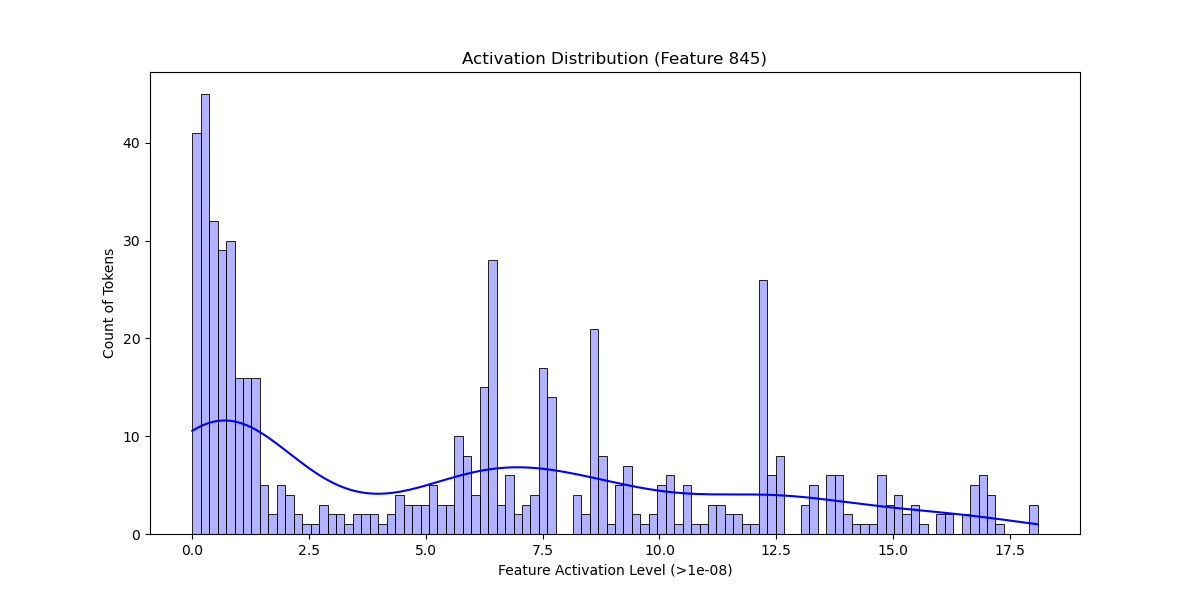 Activation Distribution (Feature 845)
Count of Tokens
40
30
20
10
0
0.0 2.5 5.0 7.5 10.0 12.5 15.0 17.5
Feature Activation Level (>1e-08)